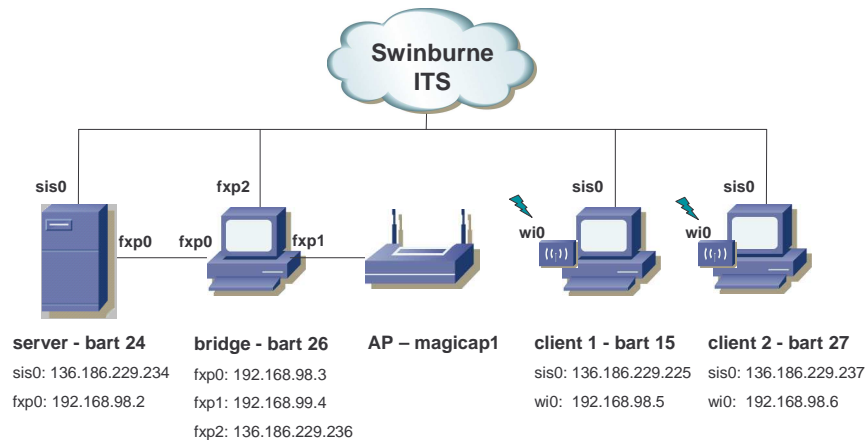 Swinburne
ITS
sis0
fxp2
sis0
sis0
fxp0
fxp0
fxp1
wi0
wi0
server - bart 24
sis0: 136.186.229.234
fxp0: 192.168.98.2
bridge - bart 26
fxp0: 192.168.98.3
fxp1: 192.168.99.4
fxp2: 136.186.229.236
AP – magicap1
client 1 - bart 15
sis0: 136.186.229.225
wi0: 192.168.98.5
client 2 - bart 27
sis0: 136.186.229.237
wi0: 192.168.98.6